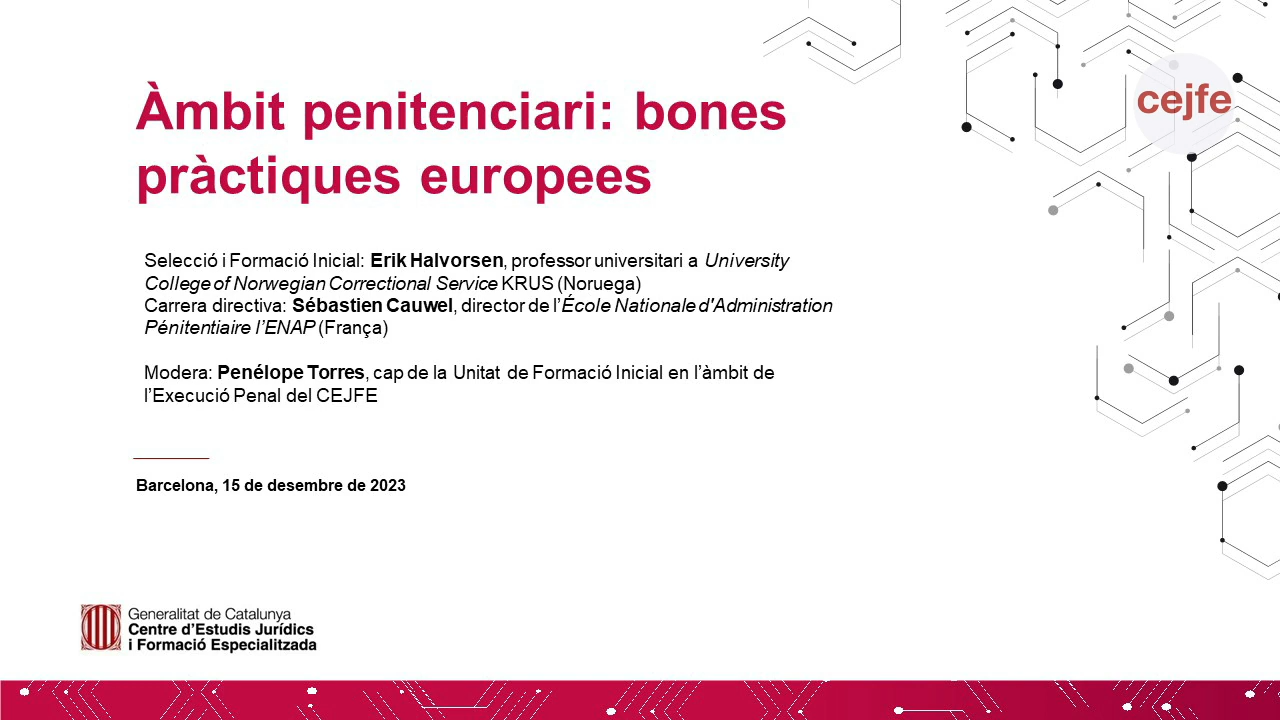 cejfe
Àmbit penitenciari: bones
pràctiques europees
Selecció i Formació Inicial: Erik Halvorsen, professor universitari a University
College of Norwegian Correctional Service KRUS (Noruega)
Carrera directiva: Sébastien Cauwel, director de l’École Nationale d'Administration
Pénitentiaire l’ENAP (França)
Modera: Penélope Torres, cap de la Unitat de Formació Inicial en l’àmbit de
l’Execució Penal del CEJFE
Barcelona, 15 de desembre de 2023
Generalitat de Catalunya
Centre d’Estudis Jurídics
i Formació Especialitzada